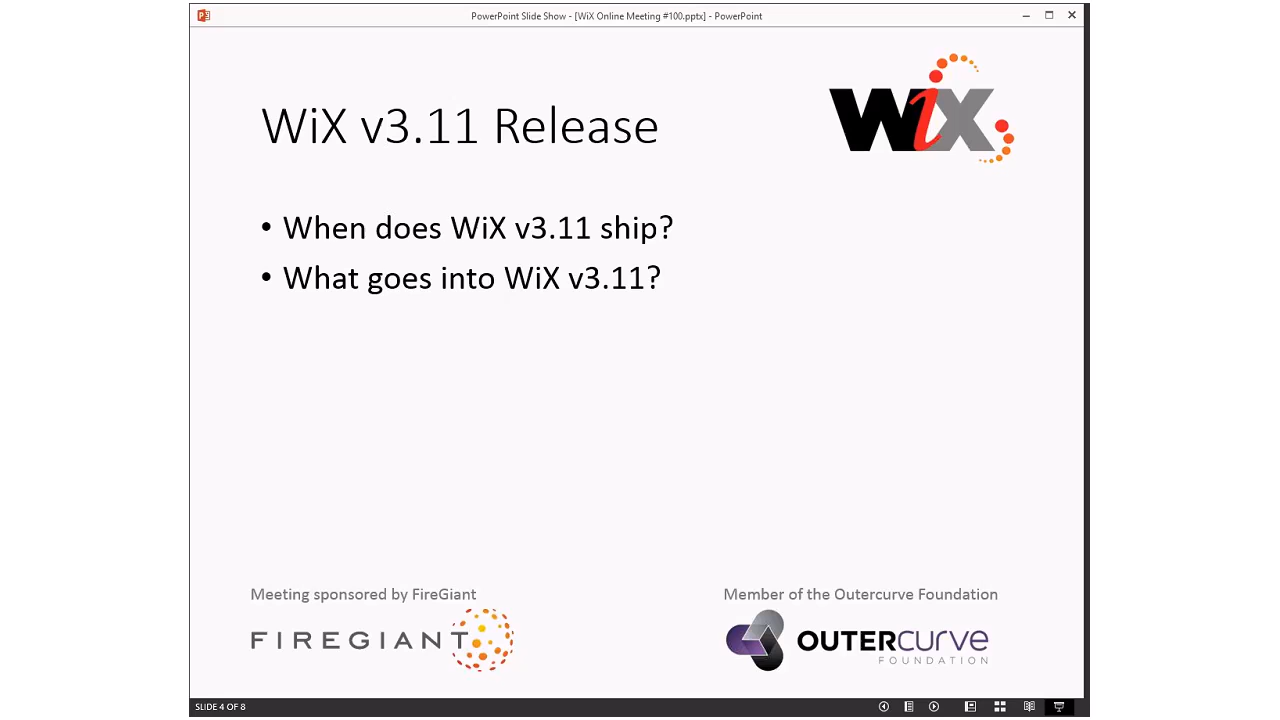 PowerPoint Slide Show - [WiX Online Meeting #100.pptx] - PowerPoint
WiX
WiX v3.11 Release
• When does WiX v3.11 ship?
• What goes into WiX v3.11?
Meeting sponsored by FireGiant
FIREGIANT
Member of the Outercurve Foundation
OUTERCURVE
FOUNDATION
SLIDE 4 OF 8